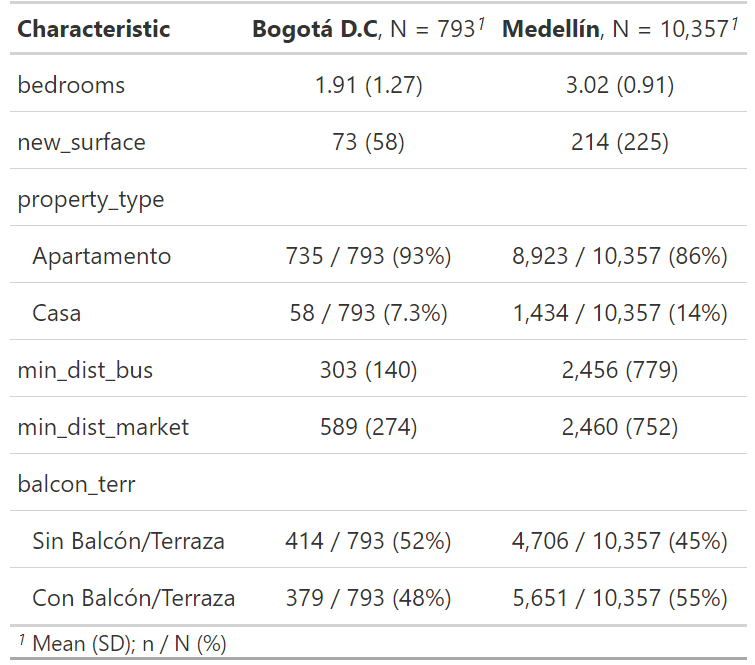 Characteristic Bogotá D.C, N = 793¹ Medellín, N = 10,357¹
bedrooms 1.91 (1.27) 3.02 (0.91)
new_surface 73 (58) 214 (225)
property_type
Apartamento 735 / 793 (93%) 8,923 / 10,357 (86%)
Casa 58 / 793 (7.3%) 1,434 / 10,357 (14%)
min_dist_bus 303 (140) 2,456 (779)
min_dist_market 589 (274) 2,460 (752)
balcon_terr
Sin Balcón/Terraza 414 / 793 (52%) 4,706 / 10,357 (45%)
Con Balcón/Terraza 379 / 793 (48%) 5,651 / 10,357 (55%)
¹ Mean (SD); n / N (%)